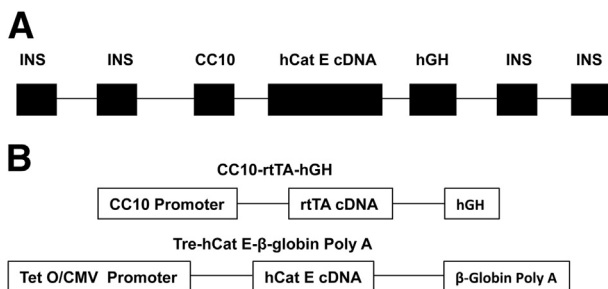 A
INS INS CC10 hCat E cDNA hGH INS INS
B
CC10-rtTA-hGH
CC10 Promoter rtTA cDNA hGH
Tre-hCat E-β-globin Poly A
Tet O/CMV Promoter hCat E cDNA β-Globin Poly A